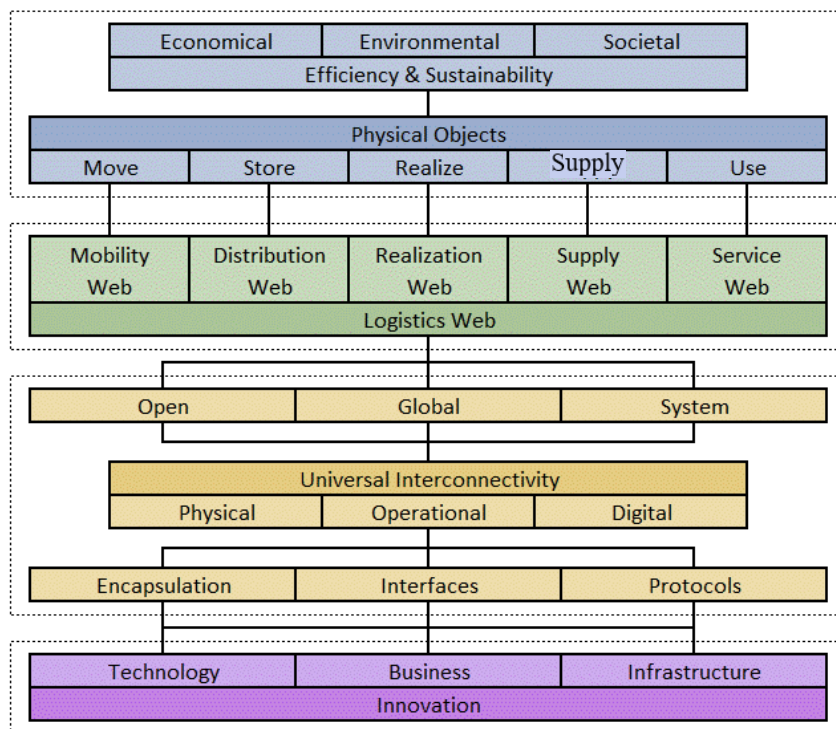 Economical Environmental Societal
Efficiency & Sustainability
Physical Objects
Move Store Realize Supply Use
Mobility Distribution Realization Supply Service
Web Web Web Web Web
Logistics Web
Open Global System
Universal Interconnectivity
Physical Operational Digital
Encapsulation Interfaces Protocols
Technology Business Infrastructure
Innovation